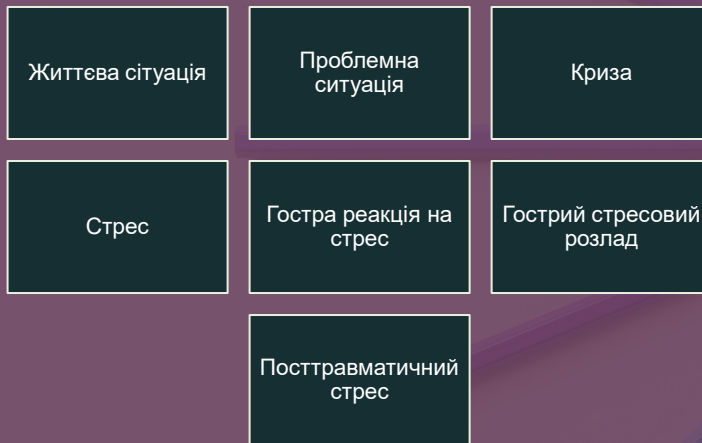 Життєва сітуація
Проблемна
ситуація
Криза
Стрес
Гостра реакція на
стрес
Гострий стресовий
розлад
Посттравматичний
стрес